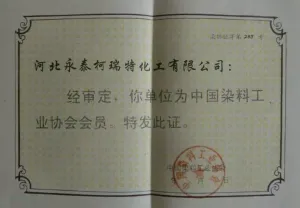 河北永泰柯瑞特化工有限公司：
经审定，你单位为中国染料工
业协会会员。特发此证。